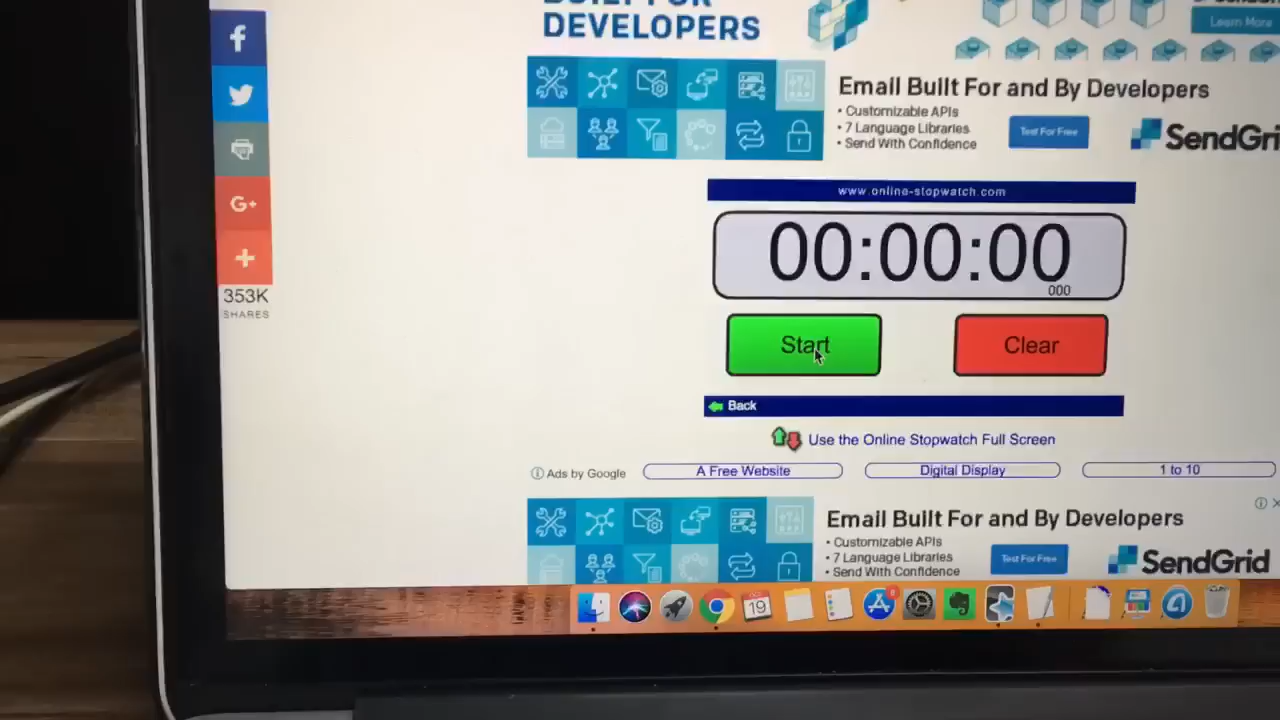 BUILT FOR
DEVELOPERS
Learn More
Email Built For and By Developers
• Customizable APIs
• 7 Language Libraries
• Send With Confidence
Test For Free
SendGri
www.online-stopwatch.com
00:00:00
000
Start
Clear
Back
Use the Online Stopwatch Full Screen
Ads by Google
A Free Website
Digital Display
1 to 10
Email Built For and By Developers
• Customizable APIs
• 7 Language Libraries
• Send With Confidence
Test For Free
SendGrid
G+
353K
SHARES
19